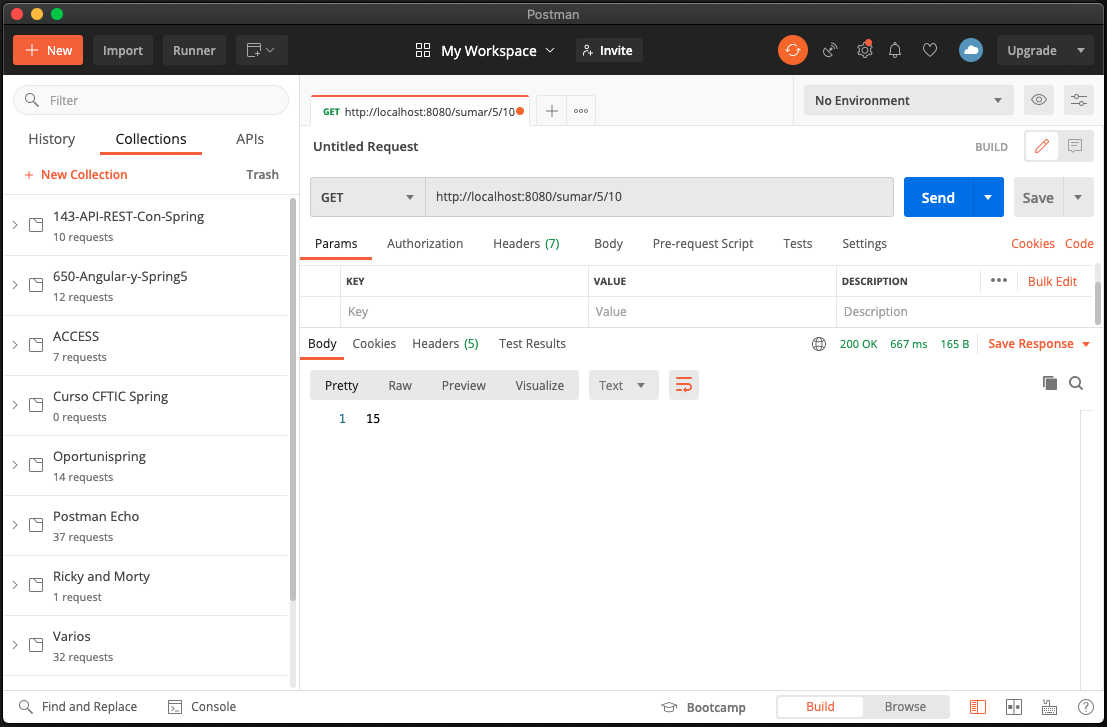 Postman
New Import Runner My Workspace Invite Upgrade
Filter
History Collections APIs
New Collection Trash
143-API-REST-Con-Spring
10 requests
650-Angular-y-Spring5
12 requests
ACCESS
7 requests
Curso CFTIC Spring
0 requests
Oportunispring
14 requests
Postman Echo
37 requests
Ricky and Morty
1 request
Varios
32 requests
GET http://localhost:8080/sumar/5/10
No Environment
Untitled Request BUILD
GET http://localhost:8080/sumar/5/10 Send Save
Params Authorization Headers (7) Body Pre-request Script Tests Settings Cookies Code
KEY VALUE DESCRIPTION Bulk Edit
Key Value Description
Body Cookies Headers (5) Test Results 200 OK 667 ms 165 B Save Response
Pretty Raw Preview Visualize Text
1 15
Find and Replace Console Bootcamp Build Browse